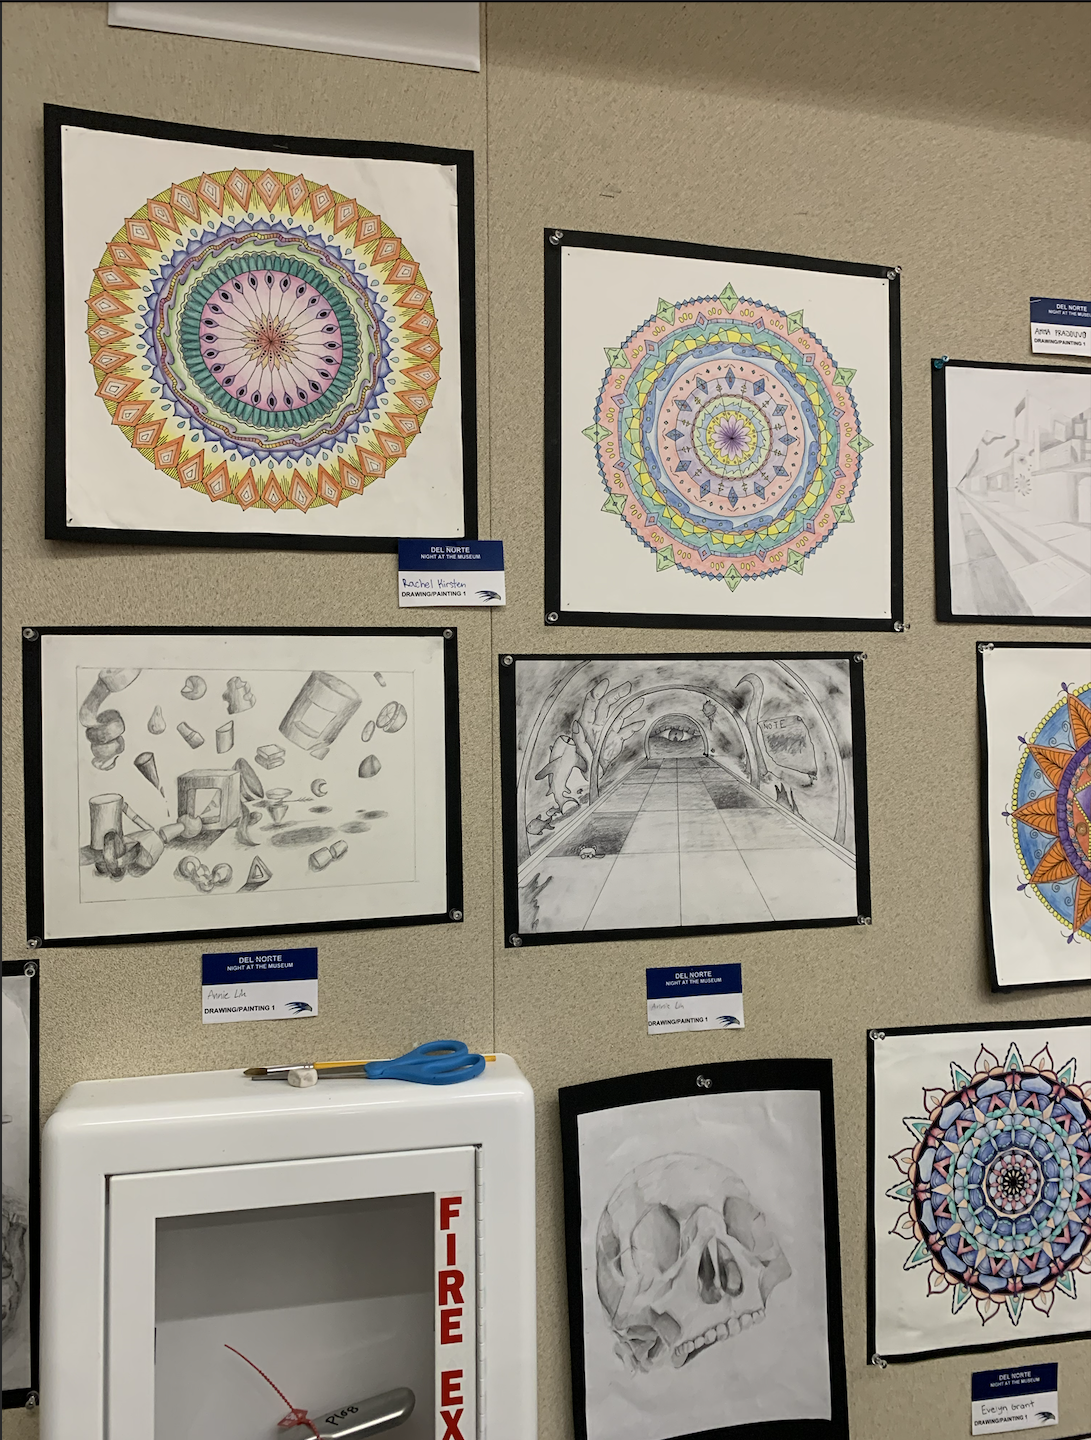 DEL NORTE
NIGHT AT THE MUSEUM
DRAWING/PAINTING 1
DEL NORTE
NIGHT AT THE MUSEUM
Rachel Kirsten
DRAWING/PAINTING 1
NOTE
DEL NORTE
NIGHT AT THE MUSEUM
Annie Liu
DRAWING/PAINTING 1
DEL NORTE
NIGHT AT THE MUSEUM
Annie Liu
DRAWING/PAINTING 1
FIRE EX
DEL NORTE
NIGHT AT THE MUSEUM
Evelyn Grant
DRAWING/PAINTING 1